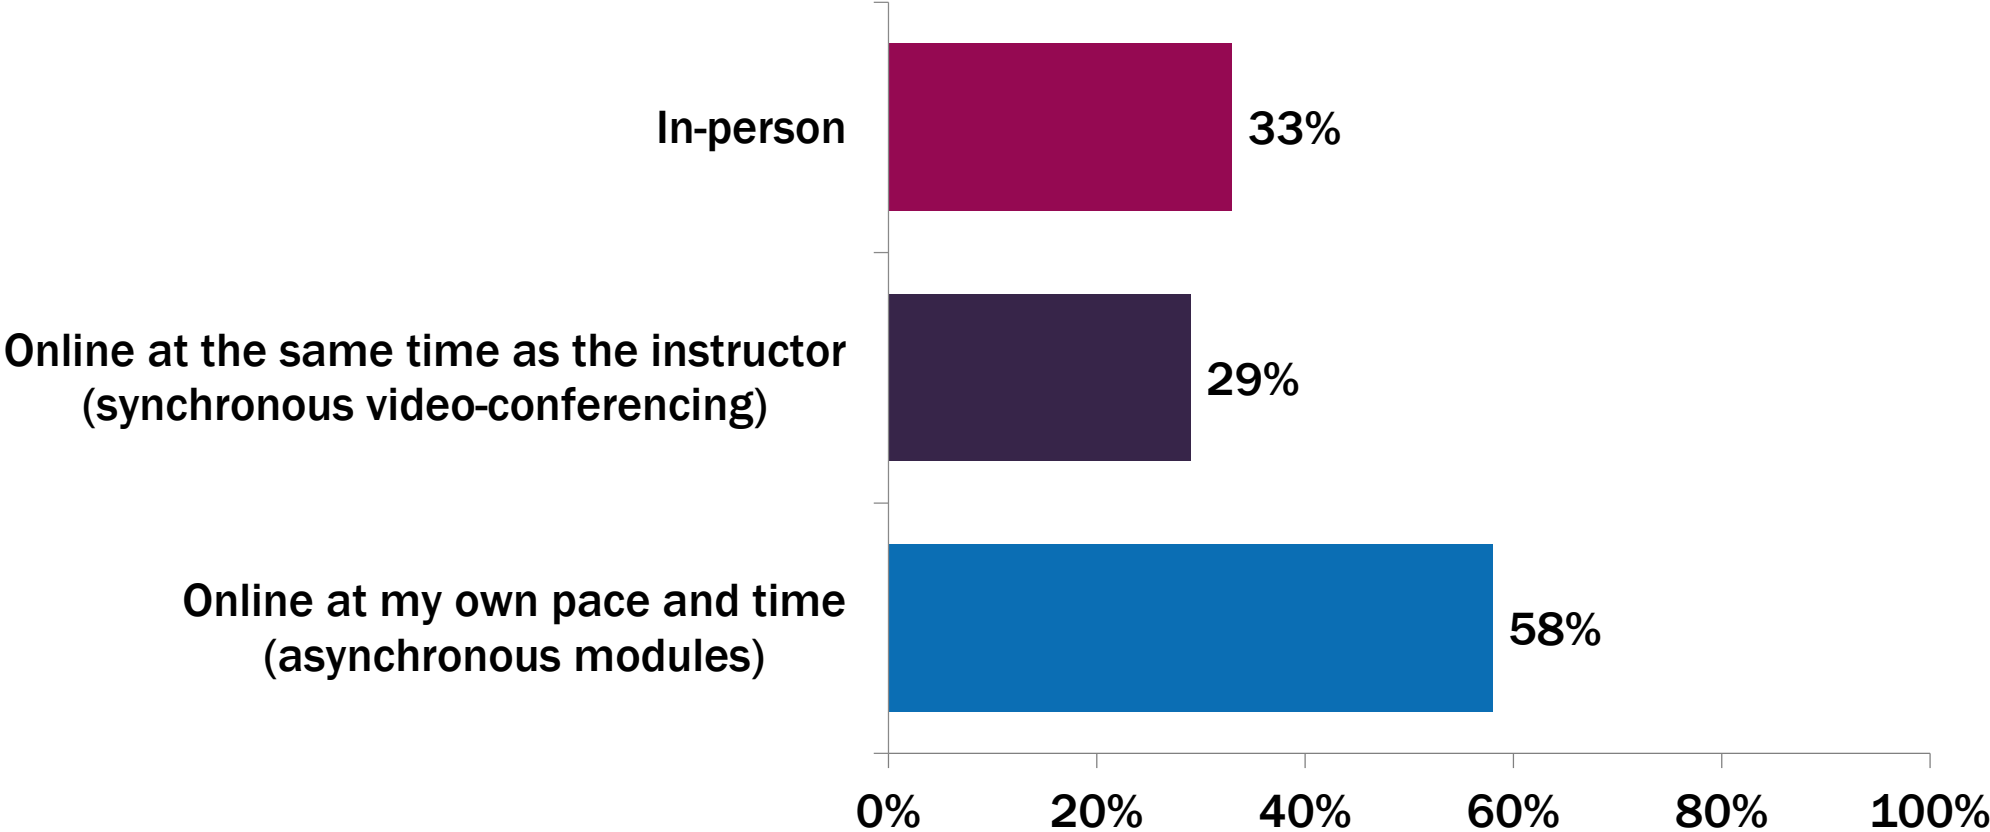 In-person
33%
Online at the same time as the instructor
(synchronous video-conferencing)
29%
Online at my own pace and time
(asynchronous modules)
58%
0% 20% 40% 60% 80% 100%